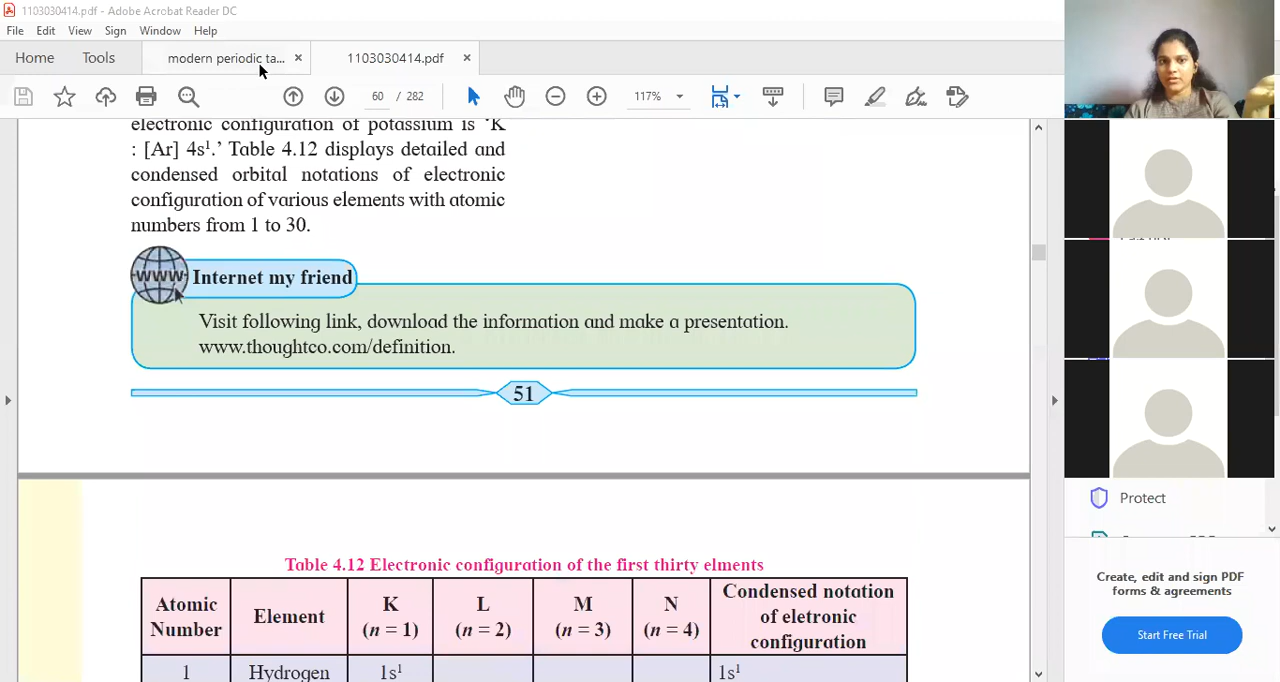 1103030414.pdf - Adobe Acrobat Reader DC
File Edit View Sign Window Help
Home Tools modern periodic ta... × 1103030414.pdf ×
60 / 282 117%
electronic configuration of potassium is ‘K
: [Ar] 4s¹.’ Table 4.12 displays detailed and
condensed orbital notations of electronic
configuration of various elements with atomic
numbers from 1 to 30.
www Internet my friend
Visit following link, download the information and make a presentation.
www.thoughtco.com/definition.
51
Table 4.12 Electronic configuration of the first thirty elments
Atomic Number Element K (n = 1) L (n = 2) M (n = 3) N (n = 4) Condensed notation of eletronic configuration
1 Hydrogen 1s¹ 1s¹
Protect
Create, edit and sign PDF
forms & agreements
Start Free Trial